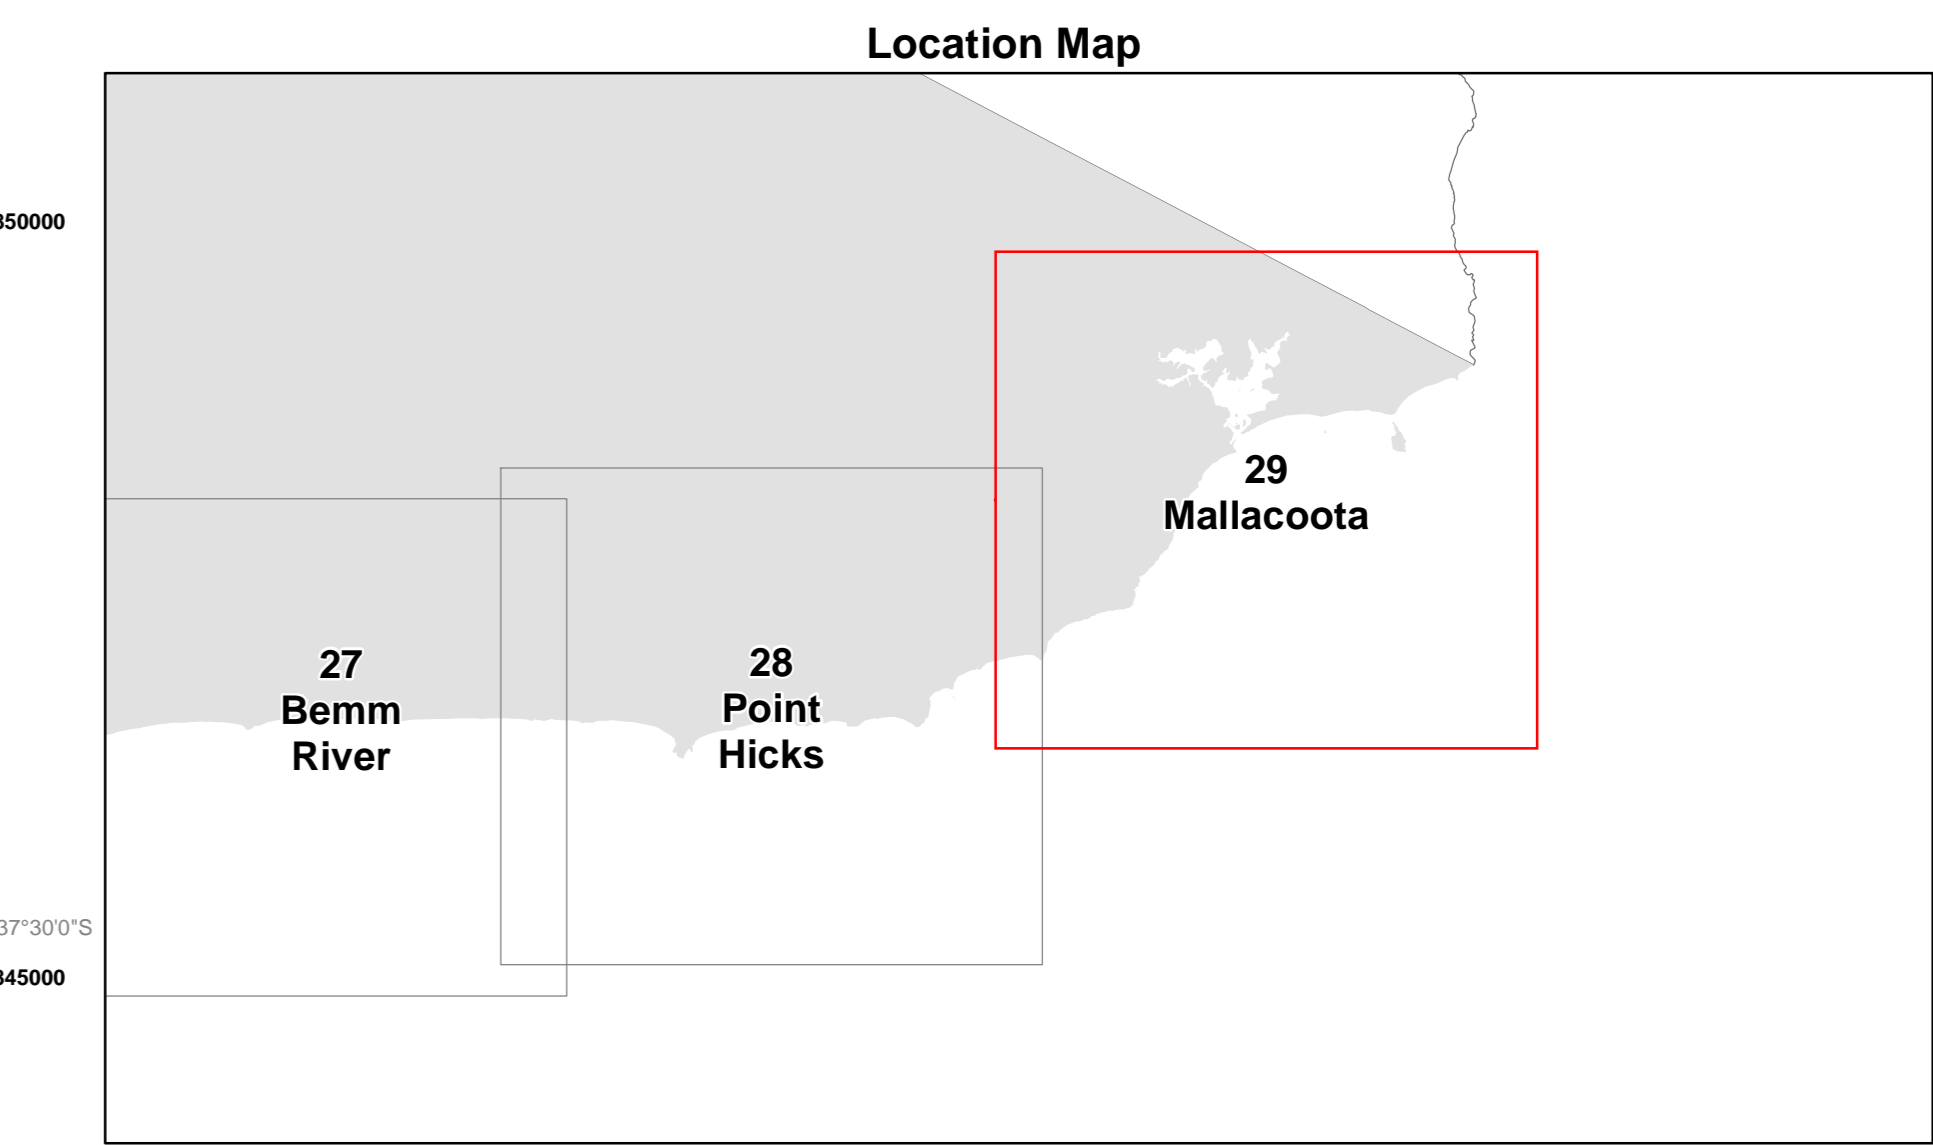 Location Map
350000
29
Mallacoota
27
Bemm
River
28
Point
Hicks
37°30'0"S
345000